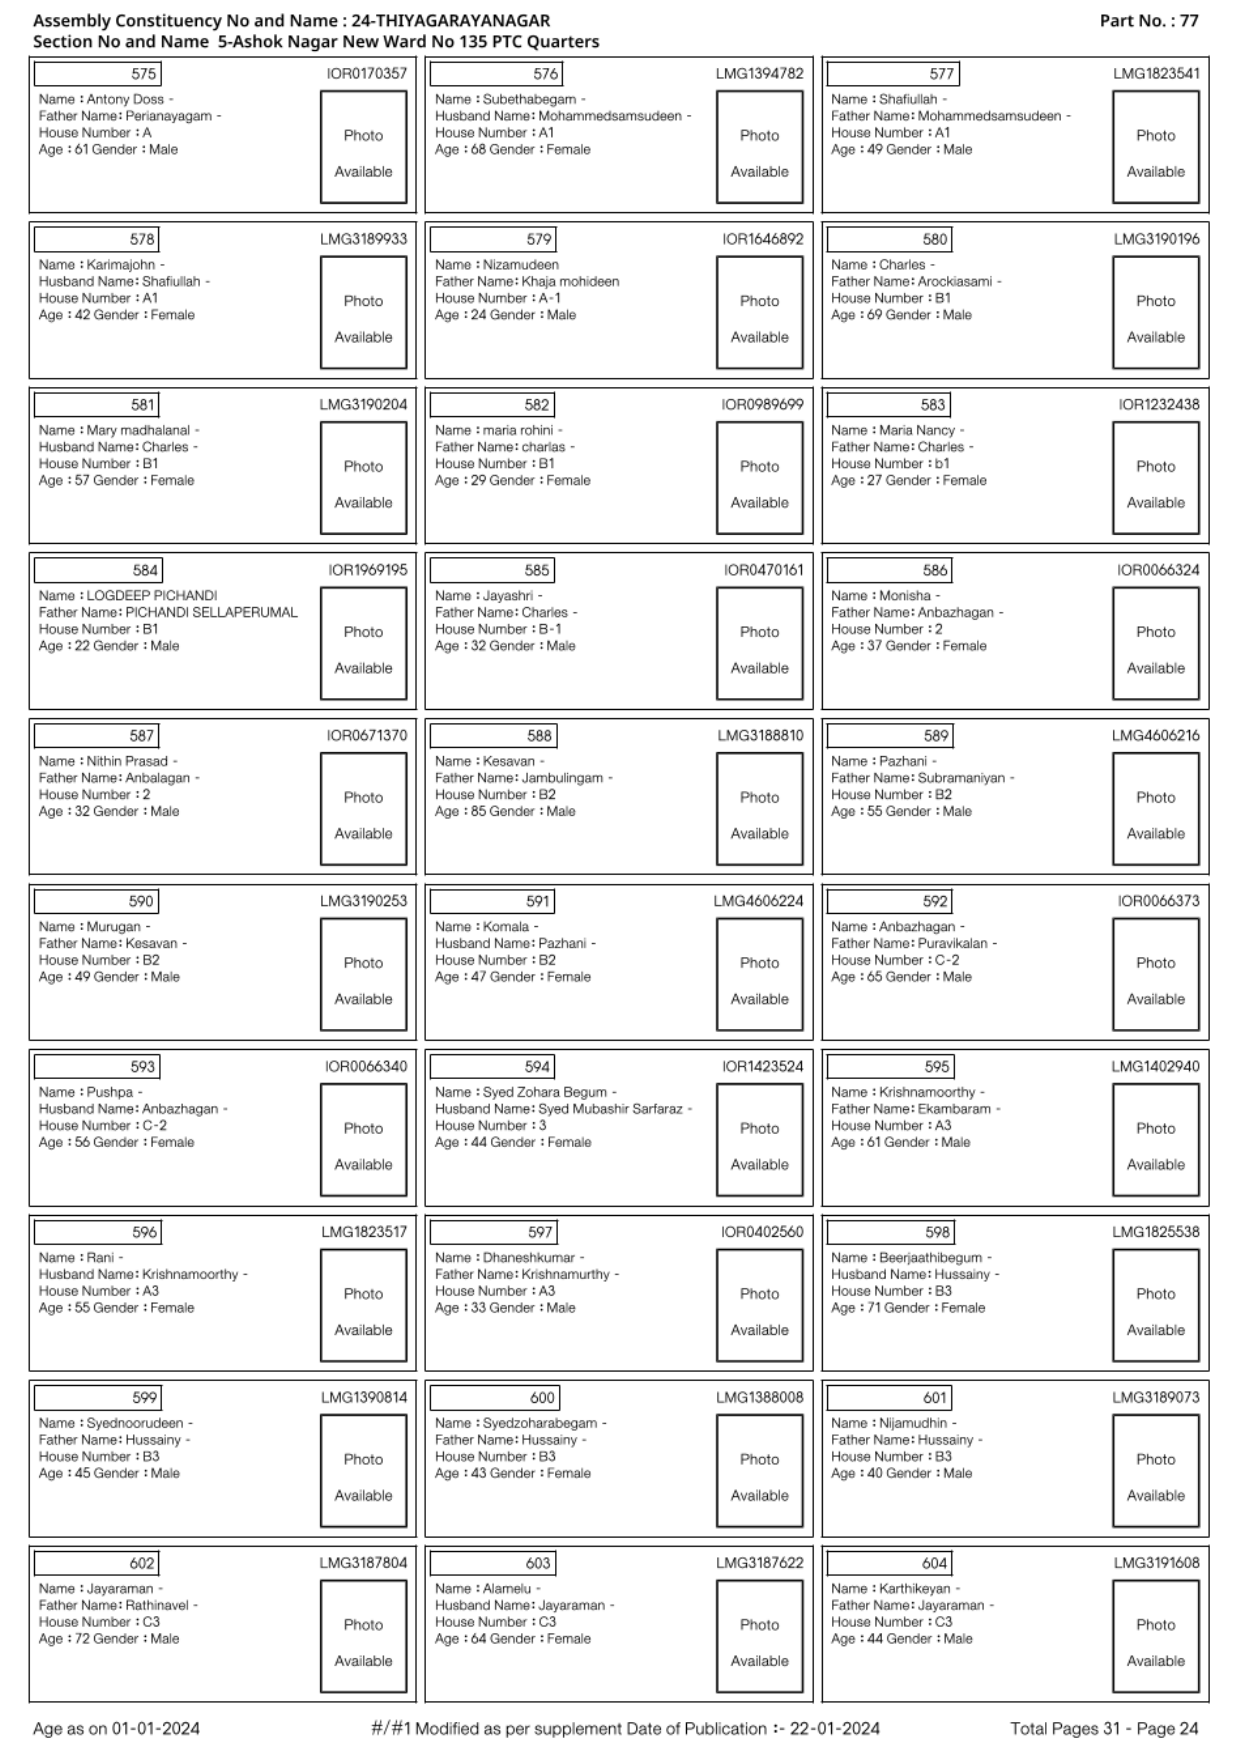 Assembly Constituency No and Name : 24-THIYAGARAYANAGAR
Part No. : 77
Section No and Name 5-Ashok Nagar New Ward No 135 PTC Quarters
575 IOR0170357
Name : Antony Doss -
Father Name: Perianayagam -
House Number : A
Age : 61 Gender : Male
Photo
Available
576 LMG1394782
Name : Subethabegam -
Husband Name: Mohammedsamsudeen -
House Number : A1
Age : 68 Gender : Female
Photo
Available
577 LMG1823541
Name : Shafiullah -
Father Name: Mohammedsamsudeen -
House Number : A1
Age : 49 Gender : Male
Photo
Available
578 LMG3189933
Name : Karimajohn -
Husband Name: Shafiullah -
House Number : A1
Age : 42 Gender : Female
Photo
Available
579 IOR1646892
Name : Nizamudeen
Father Name: Khaja mohideen
House Number : A-1
Age : 24 Gender : Male
Photo
Available
580 LMG3190196
Name : Charles -
Father Name: Arockiasami -
House Number : B1
Age : 69 Gender : Male
Photo
Available
581 LMG3190204
Name : Mary madhalanal -
Husband Name: Charles -
House Number : B1
Age : 57 Gender : Female
Photo
Available
582 IOR0989699
Name : maria rohini -
Father Name: charlas -
House Number : B1
Age : 29 Gender : Female
Photo
Available
583 IOR1232438
Name : Maria Nancy -
Father Name: Charles -
House Number : b1
Age : 27 Gender : Female
Photo
Available
584 IOR1969195
Name : LOGDEEP PICHANDI
Father Name: PICHANDI SELLAPERUMAL
House Number : B1
Age : 22 Gender : Male
Photo
Available
585 IOR0470161
Name : Jayashri -
Father Name: Charles -
House Number : B-1
Age : 32 Gender : Male
Photo
Available
586 IOR0066324
Name : Monisha -
Father Name: Anbazhagan -
House Number : 2
Age : 37 Gender : Female
Photo
Available
587 IOR0671370
Name : Nithin Prasad -
Father Name: Anbalagan -
House Number : 2
Age : 32 Gender : Male
Photo
Available
588 LMG3188810
Name : Kesavan -
Father Name: Jambulingam -
House Number : B2
Age : 85 Gender : Male
Photo
Available
589 LMG4606216
Name : Pazhani -
Father Name: Subramaniyan -
House Number : B2
Age : 55 Gender : Male
Photo
Available
590 LMG3190253
Name : Murugan -
Father Name: Kesavan -
House Number : B2
Age : 49 Gender : Male
Photo
Available
591 LMG4606224
Name : Komala -
Husband Name: Pazhani -
House Number : B2
Age : 47 Gender : Female
Photo
Available
592 IOR0066373
Name : Anbazhagan -
Father Name: Puravikalan -
House Number : C-2
Age : 65 Gender : Male
Photo
Available
593 IOR0066340
Name : Pushpa -
Husband Name: Anbazhagan -
House Number : C-2
Age : 56 Gender : Female
Photo
Available
594 IOR1423524
Name : Syed Zohara Begum -
Husband Name: Syed Mubashir Sarfaraz -
House Number : 3
Age : 44 Gender : Female
Photo
Available
595 LMG1402940
Name : Krishnamoorthy -
Father Name: Ekambaram -
House Number : A3
Age : 61 Gender : Male
Photo
Available
596 LMG1823517
Name : Rani -
Husband Name: Krishnamoorthy -
House Number : A3
Age : 55 Gender : Female
Photo
Available
597 IOR0402560
Name : Dhaneshkumar -
Father Name: Krishnamurthy -
House Number : A3
Age : 33 Gender : Male
Photo
Available
598 LMG1825538
Name : Beerjaathibegum -
Husband Name: Hussainy -
House Number : B3
Age : 71 Gender : Female
Photo
Available
599 LMG1390814
Name : Syednoorudeen -
Father Name: Hussainy -
House Number : B3
Age : 45 Gender : Male
Photo
Available
600 LMG1388008
Name : Syedzoharabegam -
Father Name: Hussainy -
House Number : B3
Age : 43 Gender : Female
Photo
Available
601 LMG3189073
Name : Nijamudhin -
Father Name: Hussainy -
House Number : B3
Age : 40 Gender : Male
Photo
Available
602 LMG3187804
Name : Jayaraman -
Father Name: Rathinavel -
House Number : C3
Age : 72 Gender : Male
Photo
Available
603 LMG3187622
Name : Alamelu -
Husband Name: Jayaraman -
House Number : C3
Age : 64 Gender : Female
Photo
Available
604 LMG3191608
Name : Karthikeyan -
Father Name: Jayaraman -
House Number : C3
Age : 44 Gender : Male
Photo
Available
Age as on 01-01-2024
#/#1 Modified as per supplement Date of Publication :- 22-01-2024
Total Pages 31 - Page 24